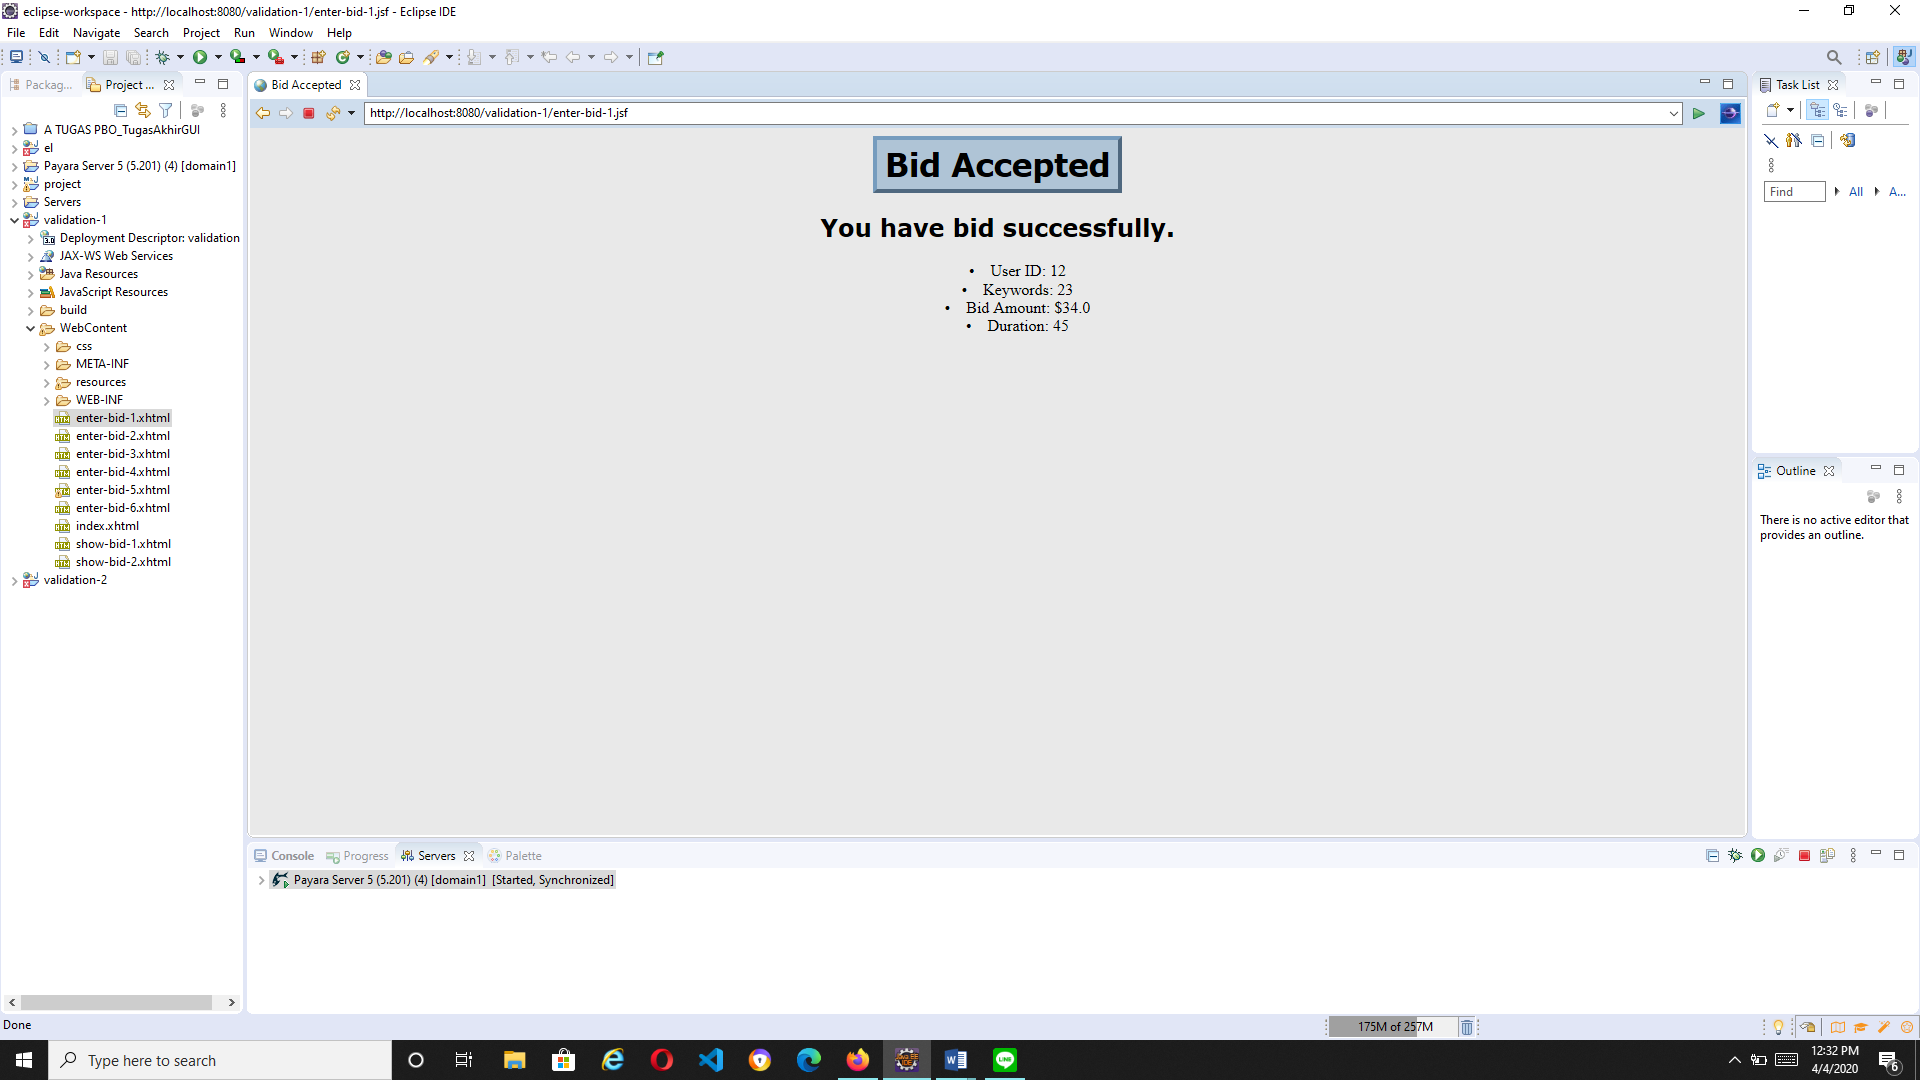 eclipse-workspace - http://localhost:8080/validation-1/enter-bid-1.jsf - Eclipse IDE
File Edit Navigate Search Project Run Window Help
Packag... Project ...
Bid Accepted
Task List
http://localhost:8080/validation-1/enter-bid-1.jsf
A TUGAS PBO_TugasAkhirGUI
el
Payara Server 5 (5.201) (4) [domain1]
project
Servers
validation-1
Deployment Descriptor: validation
JAX-WS Web Services
Java Resources
JavaScript Resources
build
WebContent
css
META-INF
resources
WEB-INF
enter-bid-1.xhtml
enter-bid-2.xhtml
enter-bid-3.xhtml
enter-bid-4.xhtml
enter-bid-5.xhtml
enter-bid-6.xhtml
index.xhtml
show-bid-1.xhtml
show-bid-2.xhtml
validation-2
Bid Accepted
You have bid successfully.
• User ID: 12
• Keywords: 23
• Bid Amount: $34.0
• Duration: 45
Find All A...
Outline
There is no active editor that
provides an outline.
Console Progress Servers Palette
Payara Server 5 (5.201) (4) [domain1] [Started, Synchronized]
Done
175M of 257M
Type here to search
12:32 PM
4/4/2020
6